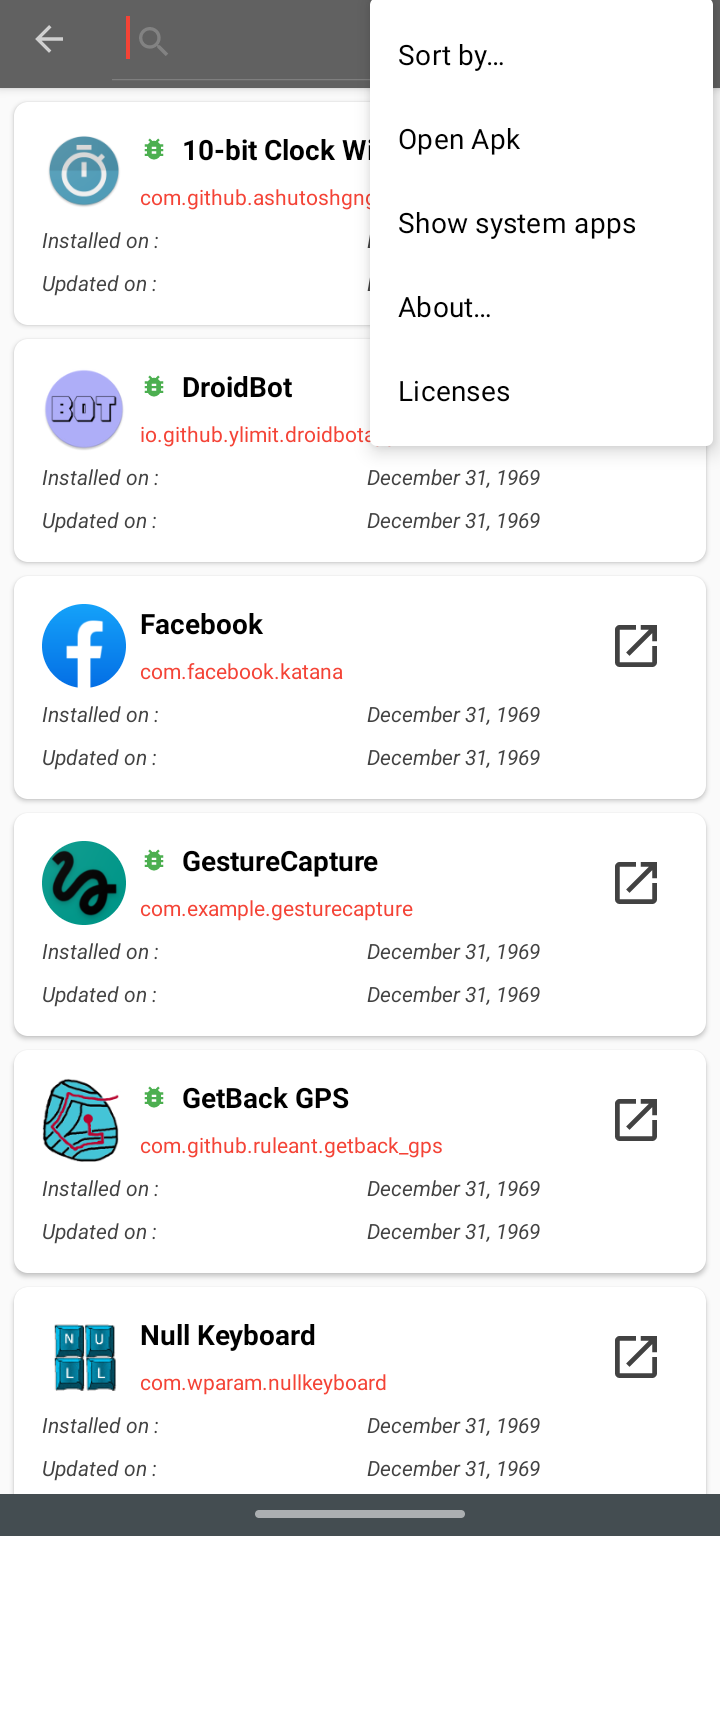 Sort by...
Open Apk
Show system apps
About...
Licenses
10-bit Clock
com.github.ashutoshgng
Installed on :
Updated on :
BOT
DroidBot
io.github.ylimit.droidbot
Installed on : December 31, 1969
Updated on : December 31, 1969
Facebook
com.facebook.katana
Installed on : December 31, 1969
Updated on : December 31, 1969
GestureCapture
com.example.gesturecapture
Installed on : December 31, 1969
Updated on : December 31, 1969
GetBack GPS
com.github.ruleant.getback_gps
Installed on : December 31, 1969
Updated on : December 31, 1969
N U
L L
Null Keyboard
com.wparam.nullkeyboard
Installed on : December 31, 1969
Updated on : December 31, 1969